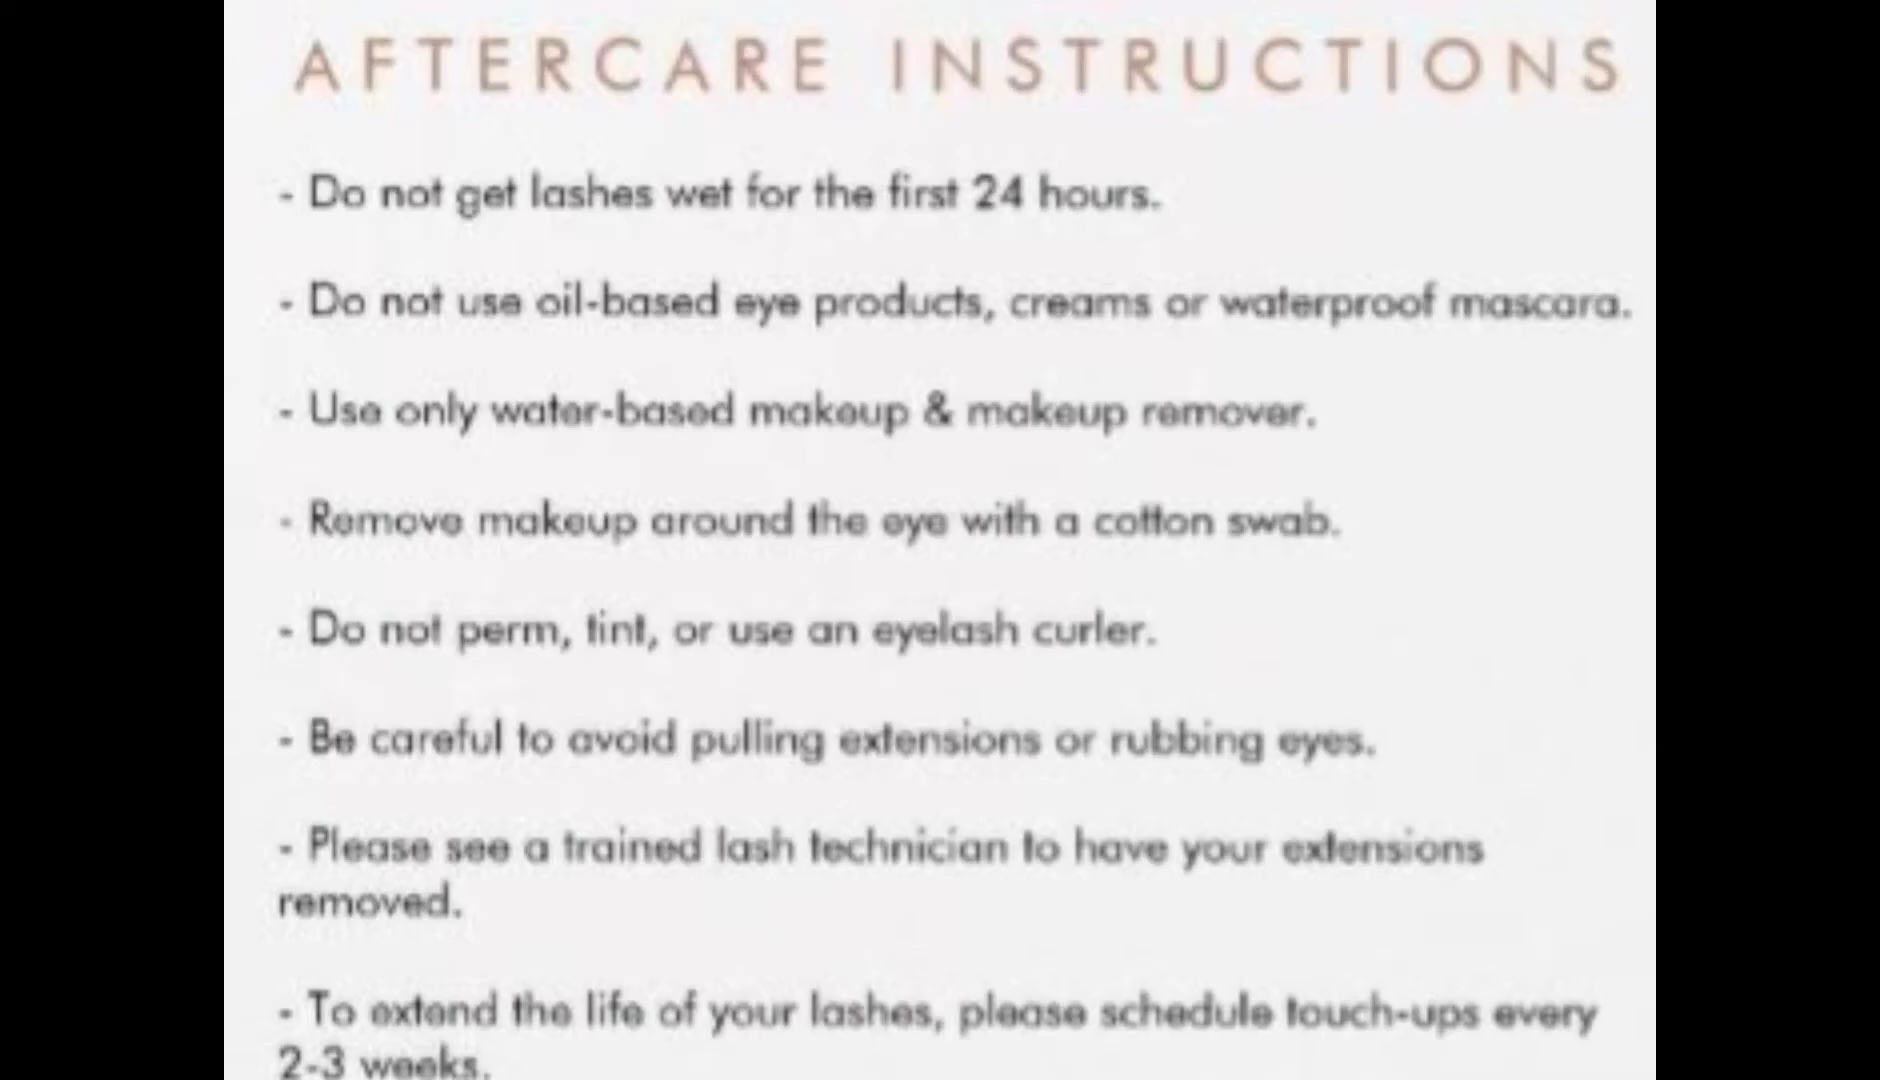 AFTERCARE INSTRUCTIONS
- Do not get lashes wet for the first 24 hours.
- Do not use oil-based eye products, creams or waterproof mascara.
- Use only water-based makeup & makeup remover.
- Remove makeup around the eye with a cotton swab.
- Do not perm, tint, or use an eyelash curler.
- Be careful to avoid pulling extensions or rubbing eyes.
- Please see a trained lash technician to have your extensions
removed.
- To extend the life of your lashes, please schedule touch-ups every
2-3 weeks.